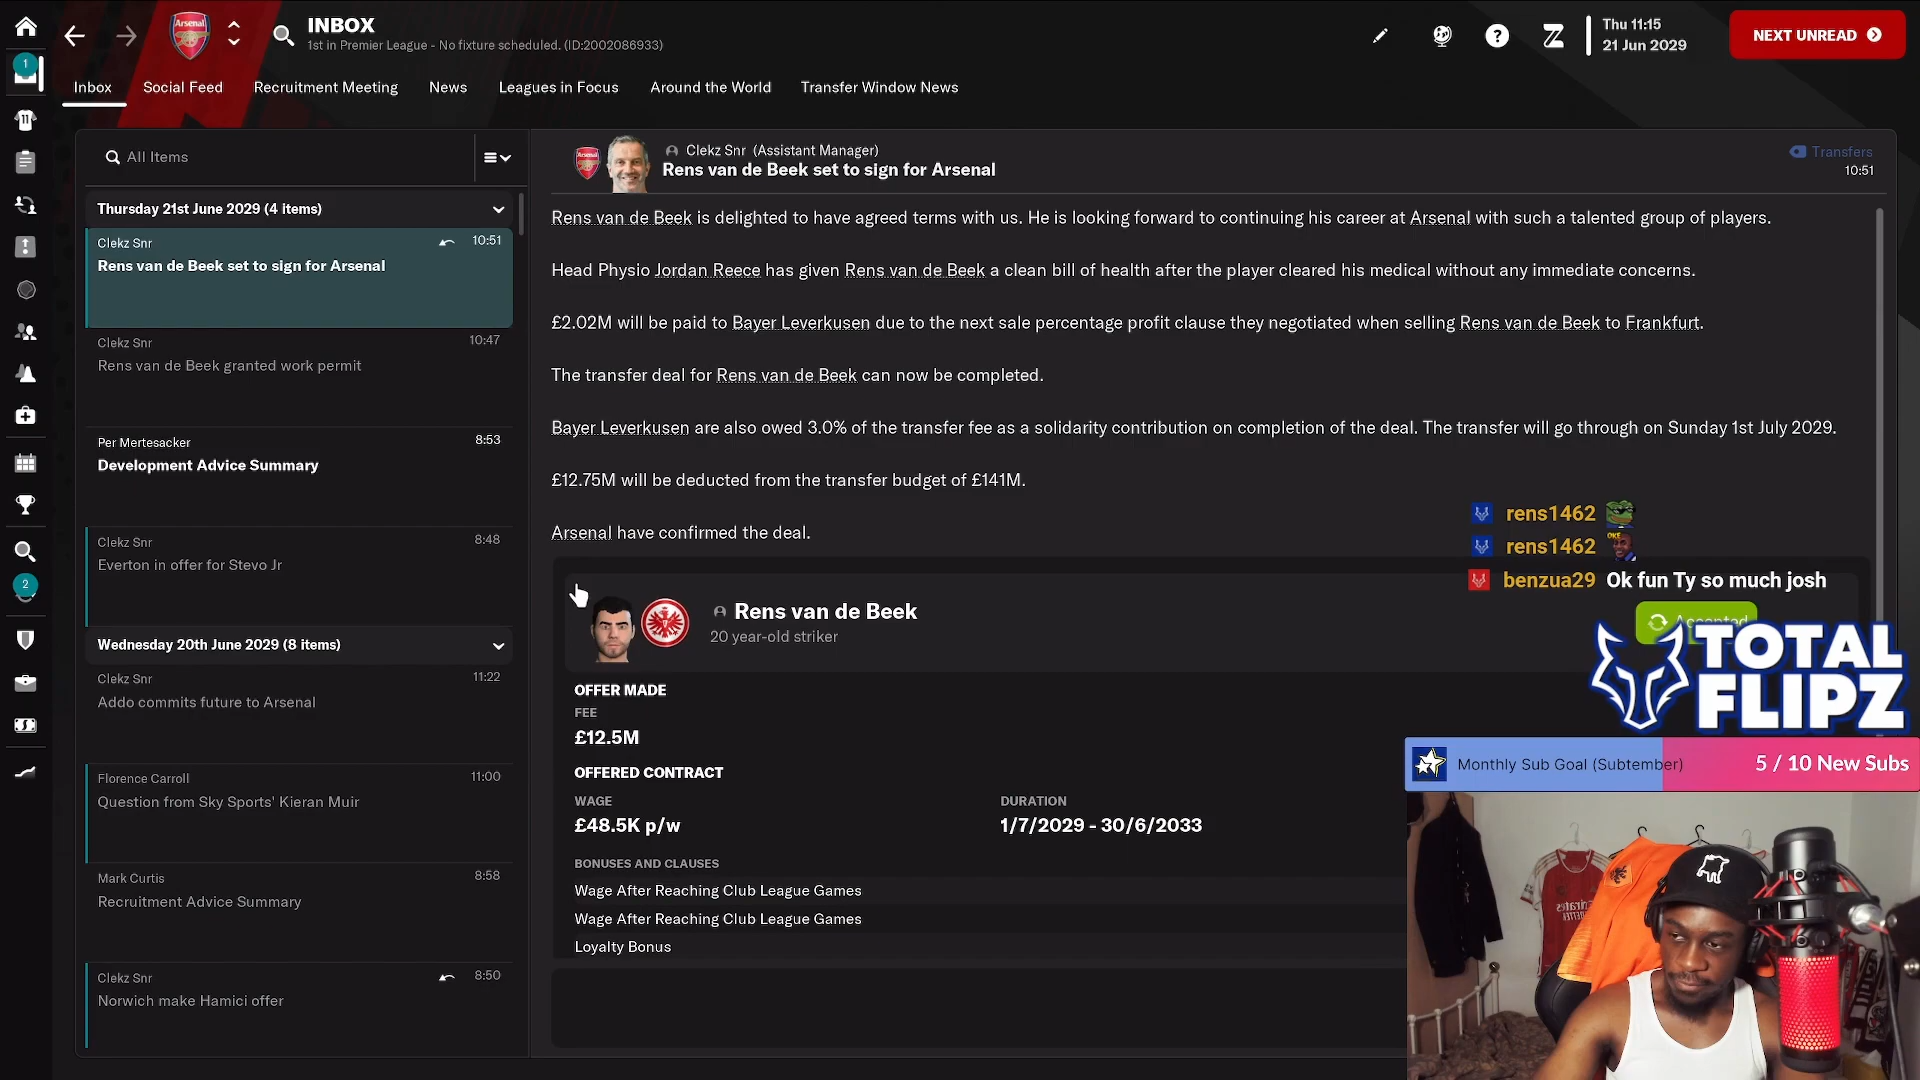 INBOX
1st in Premier League - No fixture scheduled. (ID:2002086933)
Thu 11:15
21 Jun 2029
NEXT UNREAD
1
Inbox
Social Feed
Recruitment Meeting
News
Leagues in Focus
Around the World
Transfer Window News
11
2
Arsenal
All Items
Thursday 21st June 2029 (4 items)
Clekz Snr
10:51
Rens van de Beek set to sign for Arsenal
Clekz Snr
10:47
Rens van de Beek granted work permit
Per Mertesacker
8:53
Development Advice Summary
Clekz Snr
8:48
Everton in offer for Stevo Jr
Wednesday 20th June 2029 (8 items)
Clekz Snr
11:22
Addo commits future to Arsenal
Florence Carroll
11:00
Question from Sky Sports' Kieran Muir
Mark Curtis
8:58
Recruitment Advice Summary
Clekz Snr
8:50
Norwich make Hamici offer
Clekz Snr (Assistant Manager)
Rens van de Beek set to sign for Arsenal
Transfers
10:51
Rens van de Beek is delighted to have agreed terms with us. He is looking forward to continuing his career at Arsenal with such a talented group of players.
Head Physio Jordan Reece has given Rens van de Beek a clean bill of health after the player cleared his medical without any immediate concerns.
£2.02M will be paid to Bayer Leverkusen due to the next sale percentage profit clause they negotiated when selling Rens van de Beek to Frankfurt.
The transfer deal for Rens van de Beek can now be completed.
Bayer Leverkusen are also owed 3.0% of the transfer fee as a solidarity contribution on completion of the deal. The transfer will go through on Sunday 1st July 2029.
£12.75M will be deducted from the transfer budget of £141M.
Arsenal have confirmed the deal.
rens1462
rens1462
benzua29 Ok fun Ty so much josh
Accepted
Rens van de Beek
20 year-old striker
OFFER MADE
FEE
£12.5M
OFFERED CONTRACT
WAGE
£48.5K p/w
DURATION
1/7/2029 - 30/6/2033
BONUSES AND CLAUSES
Wage After Reaching Club League Games
Wage After Reaching Club League Games
Loyalty Bonus
TOTAL
FLIPZ
Monthly Sub Goal (Subtember)
5 / 10 New Subs